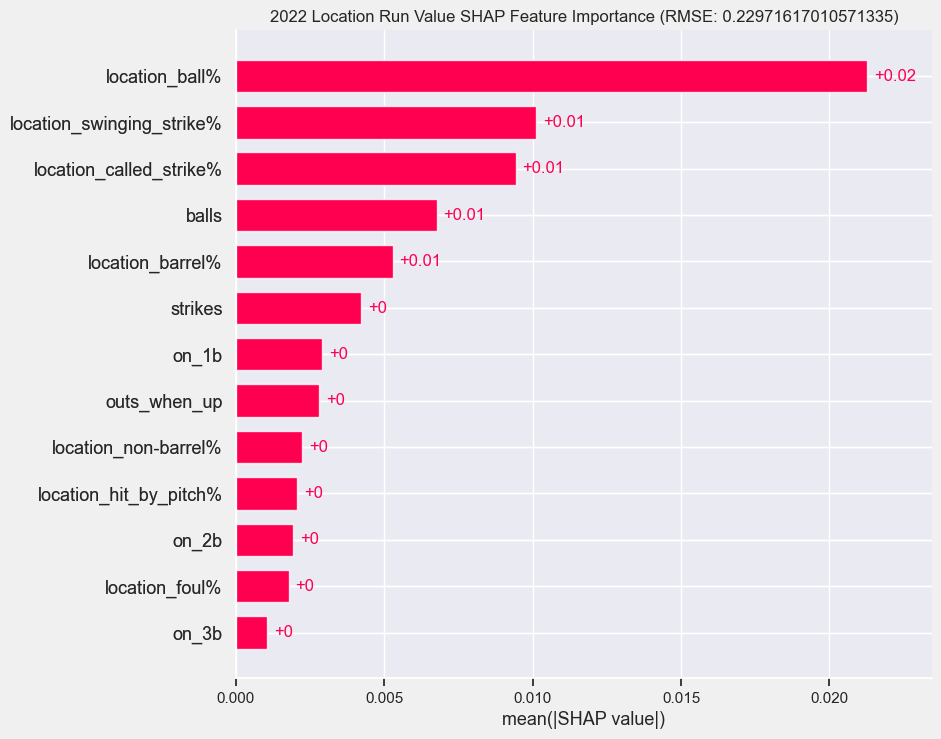 2022 Location Run Value SHAP Feature Importance (RMSE: 0.22971617010571335)
location_ball% +0.02
location_swinging_strike% +0.01
location_called_strike% +0.01
balls +0.01
location_barrel% +0.01
strikes +0
on_1b +0
outs_when_up +0
location_non-barrel% +0
location_hit_by_pitch% +0
on_2b +0
location_foul% +0
on_3b +0
0.000 0.005 0.010 0.015 0.020
mean(|SHAP value|)